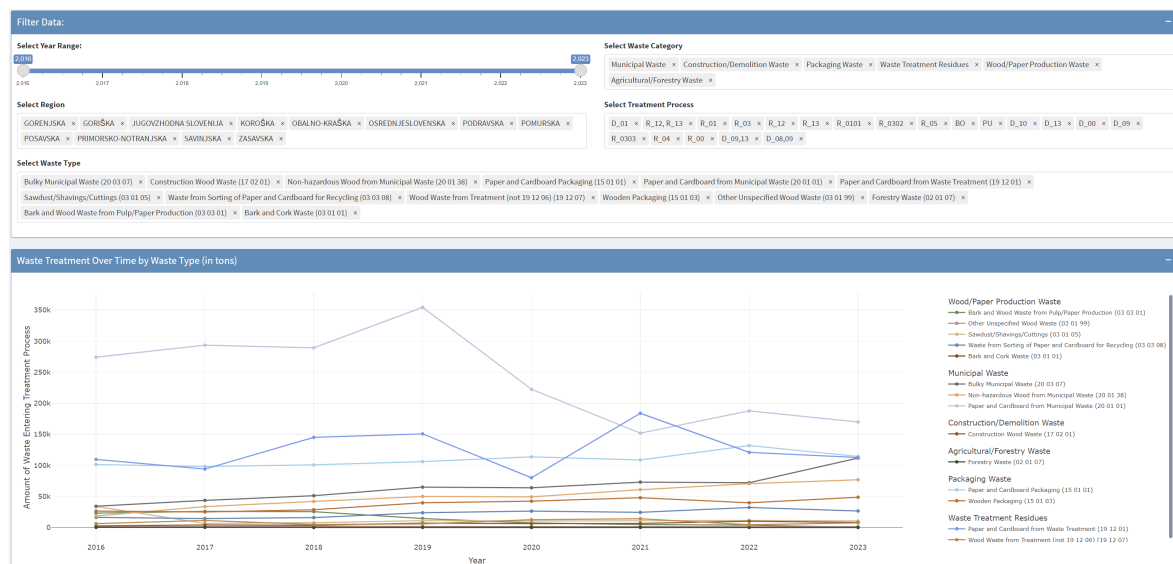 Filter Data:
Select Year Range:
2,016 2,023
2,016 2,017 2,018 2,019 2,020 2,021 2,022 2,023
Select Waste Category
Municipal Waste × Construction/Demolition Waste × Packaging Waste × Waste Treatment Residues × Wood/Paper Production Waste ×
Agricultural/Forestry Waste ×
Select Region
GORENJSKA × GORIŠKA × JUGOVZHODNA SLOVENIJA × KOROŠKA × OBALNO-KRAŠKA × OSREDNJESLOVENSKA × PODRAVSKA × POMURSKA ×
POSAVSKA × PRIMORSKO-NOTRANJSKA × SAVINJSKA × ZASAVSKA ×
Select Treatment Process
D_01 × R_12, R_13 × R_01 × R_03 × R_12 × R_13 × R_0101 × R_0302 × R_05 × BO × PU × D_10 × D_13 × D_00 × D_09 ×
R_0303 × R_04 × R_00 × D_09,13 × D_08,09 ×
Select Waste Type
Bulky Municipal Waste (20 03 07) × Construction Wood Waste (17 02 01) × Non-hazardous Wood from Municipal Waste (20 01 38) × Paper and Cardboard Packaging (15 01 01) × Paper and Cardboard from Municipal Waste (20 01 01) × Paper and Cardboard from Waste Treatment (19 12 01) ×
Sawdust/Shavings/Cuttings (03 01 05) × Waste from Sorting of Paper and Cardboard for Recycling (03 03 08) × Wood Waste from Treatment (not 19 12 06) (19 12 07) × Wooden Packaging (15 01 03) × Other Unspecified Wood Waste (03 01 99) × Forestry Waste (02 01 07) ×
Bark and Wood Waste from Pulp/Paper Production (03 03 01) × Bark and Cork Waste (03 01 01) ×
Waste Treatment Over Time by Waste Type (in tons)
Amount of Waste Entering Treatment Process
350k
300k
250k
200k
150k
100k
50k
0
2016 2017 2018 2019 2020 2021 2022 2023
Year
Wood/Paper Production Waste
Bark and Wood Waste from Pulp/Paper Production (03 03 01)
Other Unspecified Wood Waste (03 01 99)
Sawdust/Shavings/Cuttings (03 01 05)
Waste from Sorting of Paper and Cardboard for Recycling (03 03 08)
Bark and Cork Waste (03 01 01)
Municipal Waste
Bulky Municipal Waste (20 03 07)
Non-hazardous Wood from Municipal Waste (20 01 38)
Paper and Cardboard from Municipal Waste (20 01 01)
Construction/Demolition Waste
Construction Wood Waste (17 02 01)
Agricultural/Forestry Waste
Forestry Waste (02 01 07)
Packaging Waste
Paper and Cardboard Packaging (15 01 01)
Wooden Packaging (15 01 03)
Waste Treatment Residues
Paper and Cardboard from Waste Treatment (19 12 01)
Wood Waste from Treatment (not 19 12 06) (19 12 07)